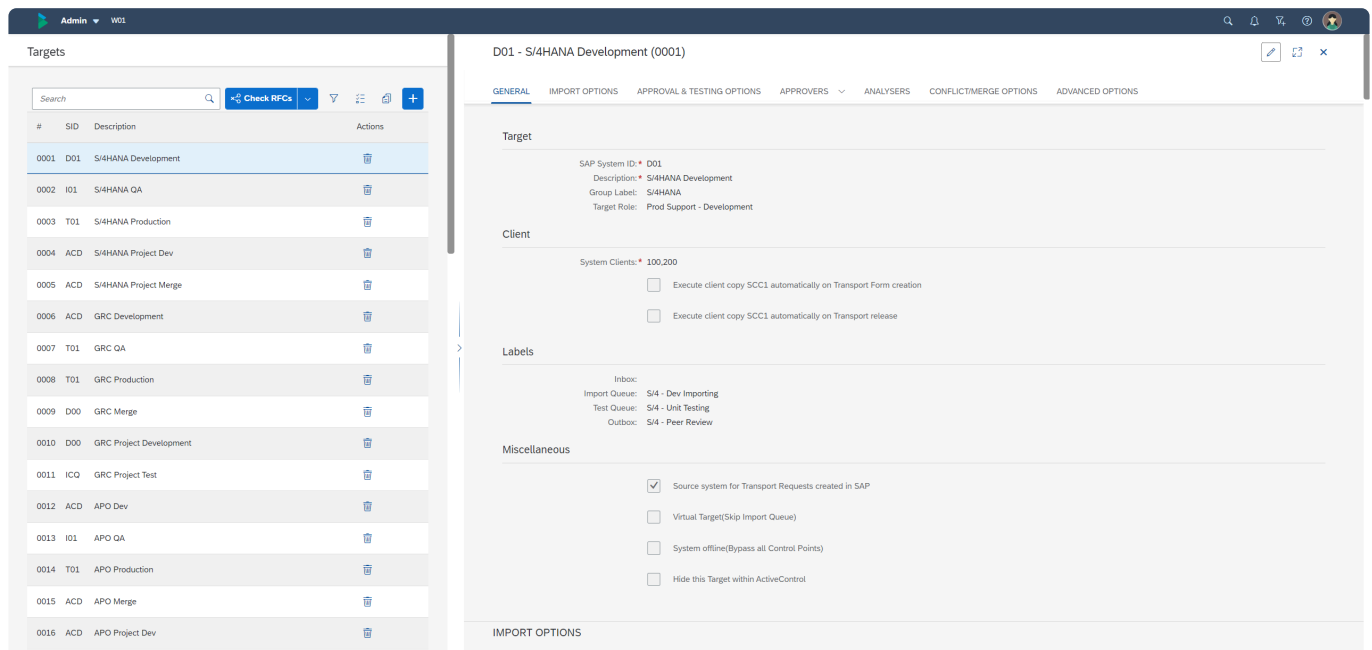 Admin W01
Targets
Search Check RFCs
# SID Description Actions
0001 D01 S/4HANA Development
0002 I01 S/4HANA QA
0003 T01 S/4HANA Production
0004 ACD S/4HANA Project Dev
0005 ACD S/4HANA Project Merge
0006 ACD GRC Development
0007 T01 GRC QA
0008 T01 GRC Production
0009 D00 GRC Merge
0010 D00 GRC Project Development
0011 ICQ GRC Project Test
0012 ACD APO Dev
0013 I01 APO QA
0014 T01 APO Production
0015 ACD APO Merge
0016 ACD APO Project Dev
D01 - S/4HANA Development (0001)
GENERAL IMPORT OPTIONS APPROVAL & TESTING OPTIONS APPROVERS ANALYSERS CONFLICT/MERGE OPTIONS ADVANCED OPTIONS
Target
SAP System ID:* D01
Description:* S/4HANA Development
Group Label: S/4HANA
Target Role: Prod Support - Development
Client
System Clients:* 100,200
Execute client copy SCC1 automatically on Transport Form creation
Execute client copy SCC1 automatically on Transport release
Labels
Inbox:
Import Queue: S/4 - Dev Importing
Test Queue: S/4 - Unit Testing
Outbox: S/4 - Peer Review
Miscellaneous
Source system for Transport Requests created in SAP
Virtual Target(Skip Import Queue)
System offline(Bypass all Control Points)
Hide this Target within ActiveControl
IMPORT OPTIONS